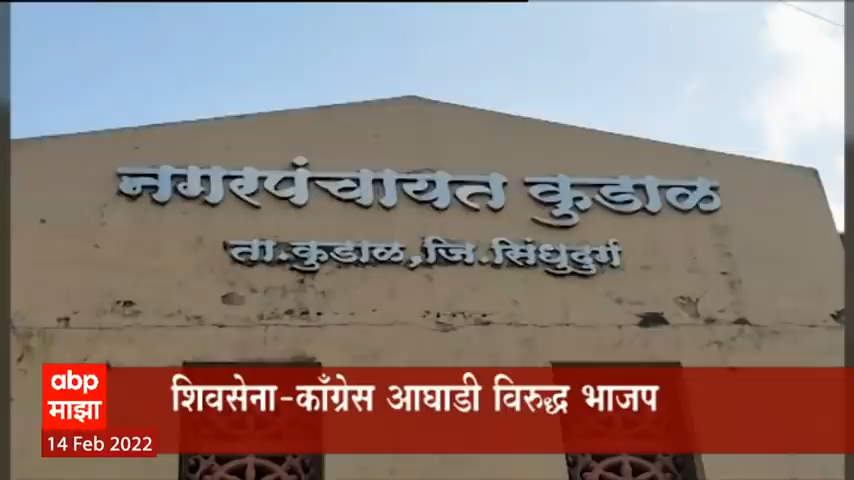 नगरपंचायत कुडाळ
ता.कुडाळ,जि.सिंधुदुर्ग
abp
माझा
शिवसेना-काँग्रेस आघाडी विरुद्ध भाजप
14 Feb 2022